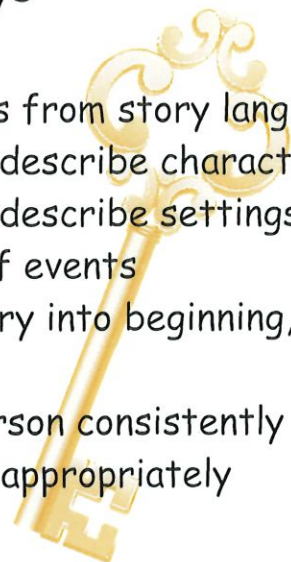 s from story lang
describe charact
describe settings
f events
ry into beginning,
rson consistently
appropriately